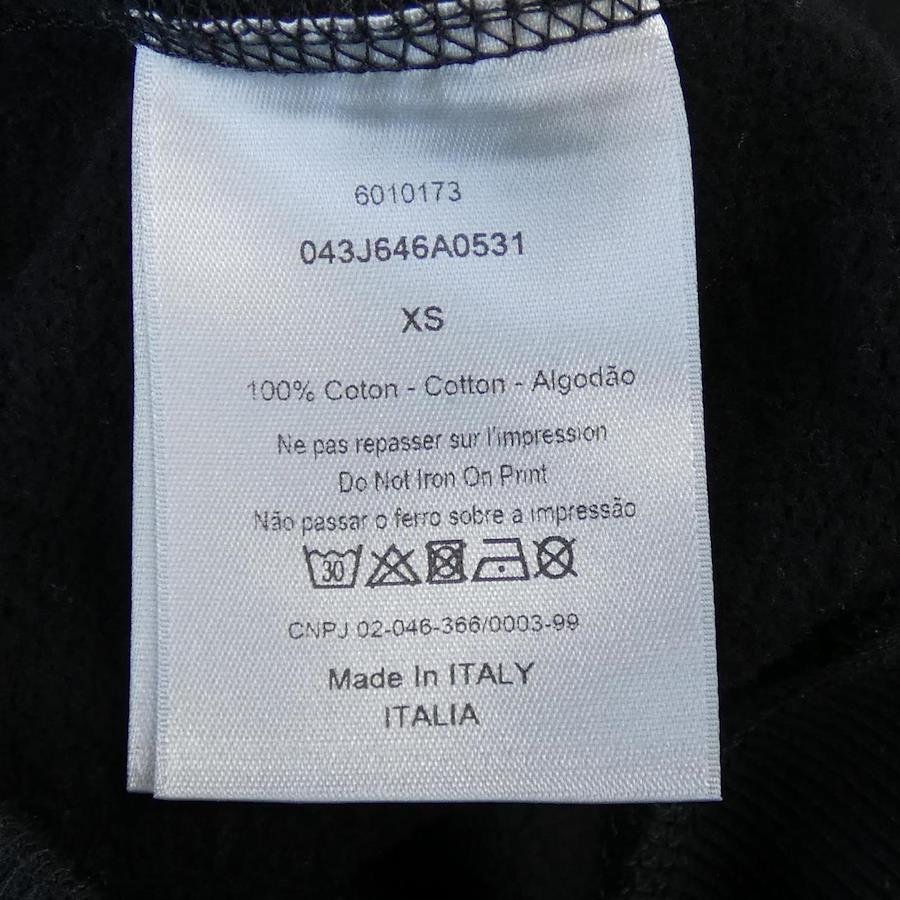 6010173
043J646A0531
XS
100% Coton - Cotton - Algodão
Ne pas repasser sur l'impression
Do Not Iron On Print
Não passar o ferro sobre a impressão
30
CNPJ 02-046-366/0003-99
Made In ITALY
ITALIA